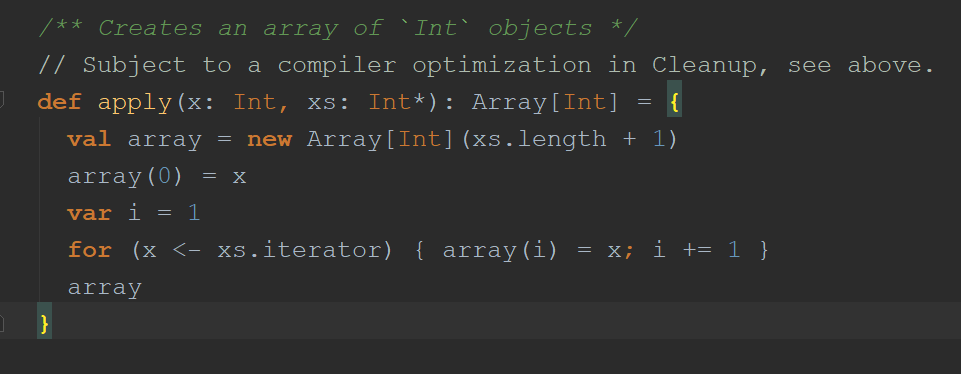 /** Creates an array of `Int` objects */
// Subject to a compiler optimization in Cleanup, see above.
def apply(x: Int, xs: Int*): Array[Int] = {
  val array = new Array[Int](xs.length + 1)
  array(0) = x
  var i = 1
  for (x <- xs.iterator) { array(i) = x; i += 1 }
  array
}